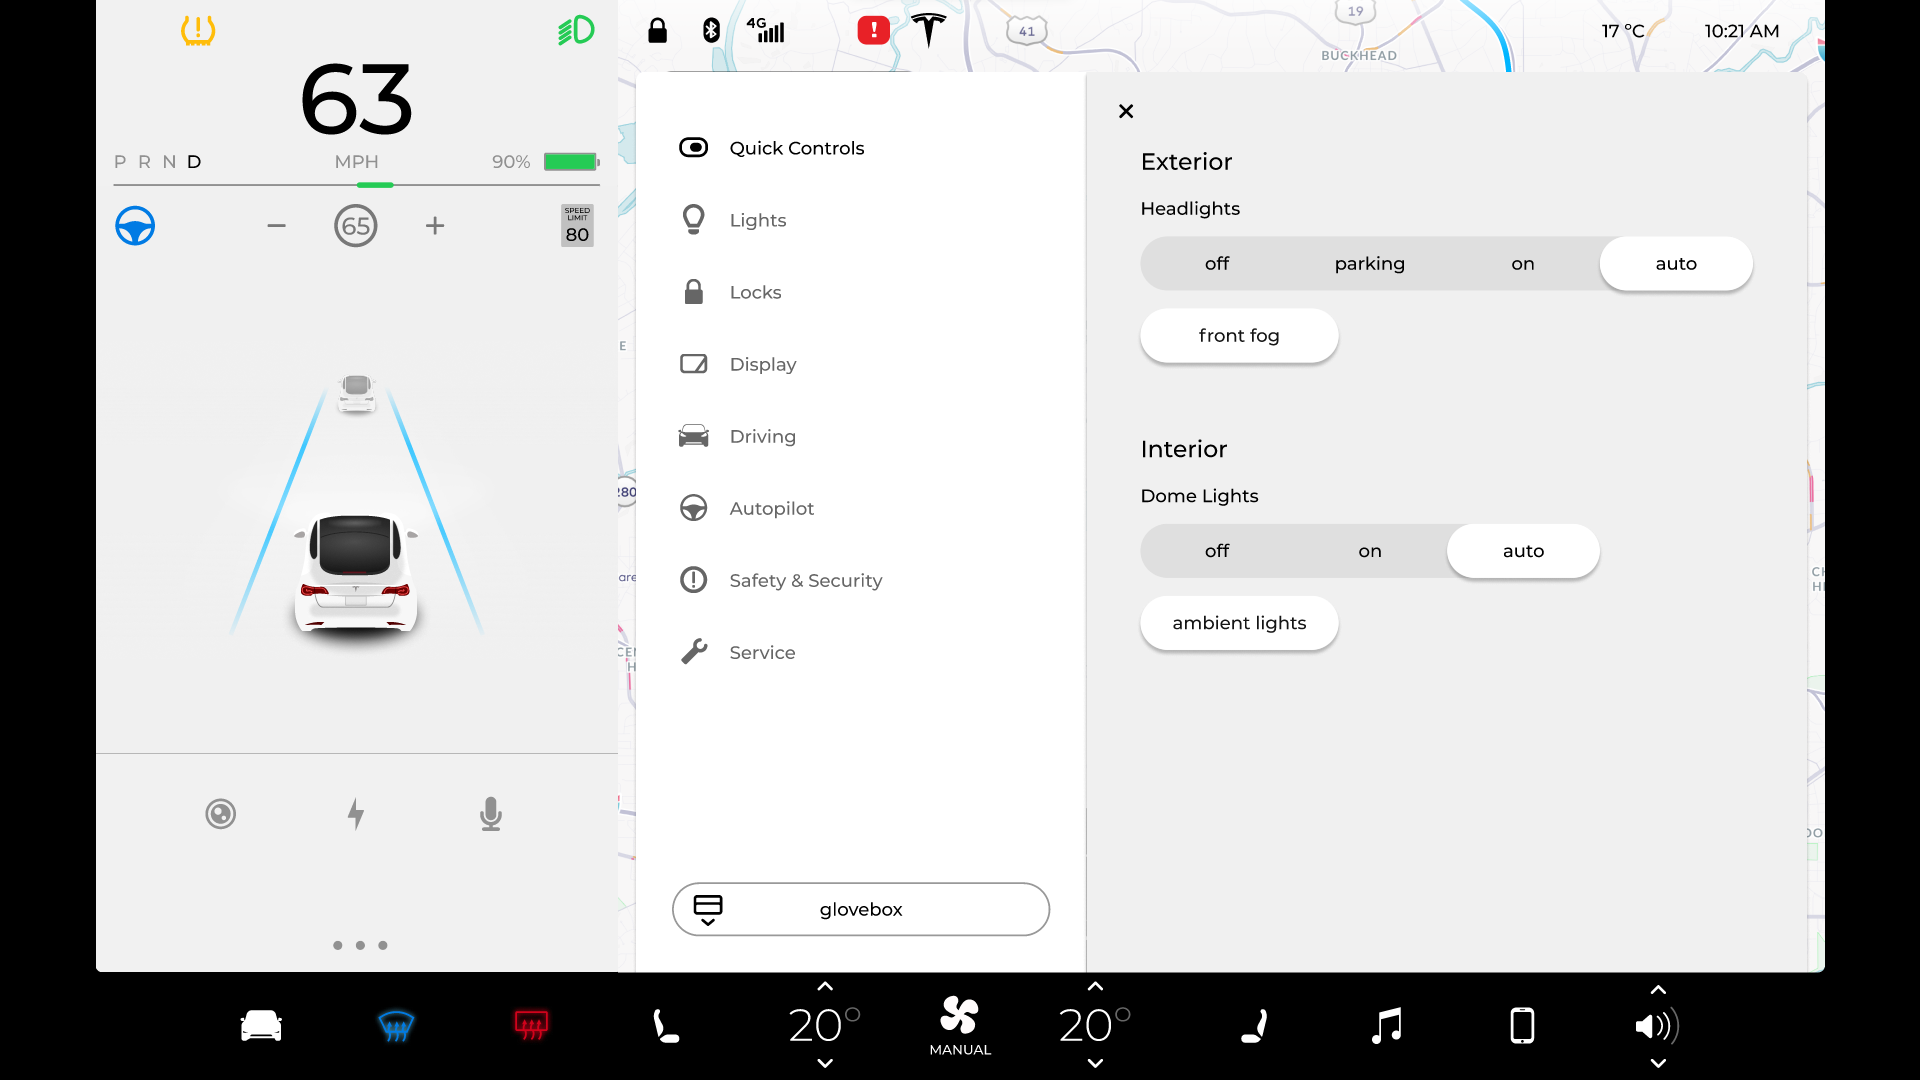 63
P R N D
MPH
90%
65
SPEED
LIMIT
80
4G
!
41
19
BUCKHEAD
17 °C
10:21 AM
280
Quick Controls
Lights
Locks
Display
Driving
Autopilot
Safety & Security
Service
glovebox
Exterior
Headlights
off parking on auto
front fog
Interior
Dome Lights
off on auto
ambient lights
20°
MANUAL
20°